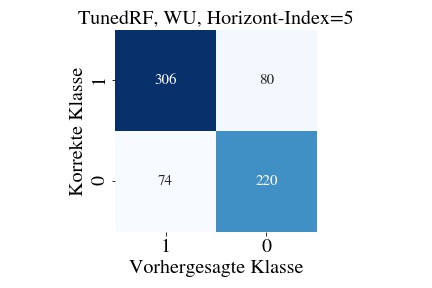 TunedRF, WU, Horizont-Index=5
Korrekte Klasse
1
306
80
0
74
220
1
0
Vorhergesagte Klasse